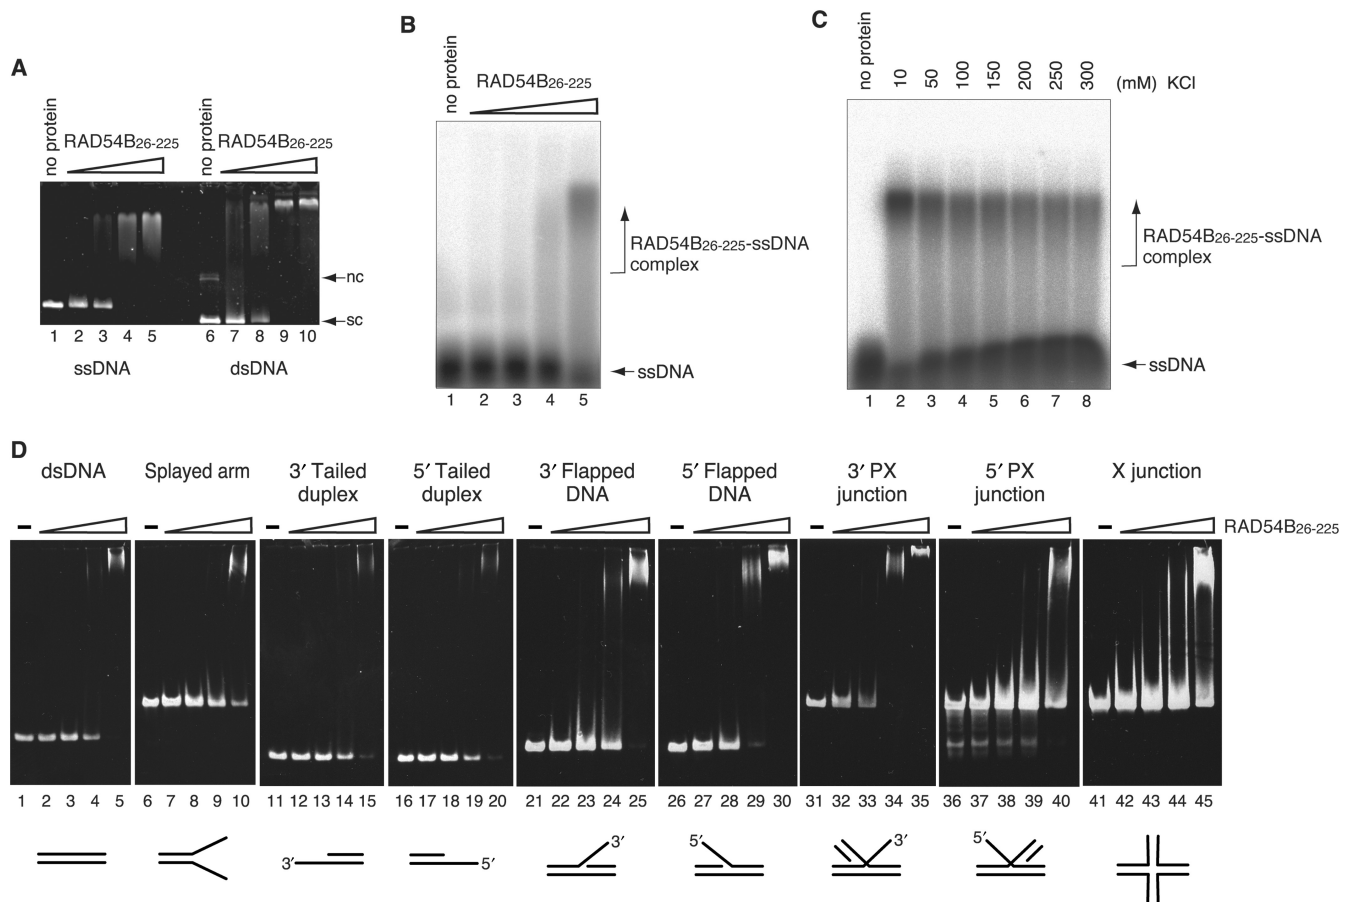 A
no protein
RAD54B26-225
no protein
RAD54B26-225
nc
sc
1 2 3 4 5 6 7 8 9 10
ssDNA dsDNA
B
no protein
RAD54B26-225
RAD54B26-225-ssDNA
complex
ssDNA
1 2 3 4 5
C
no protein
10 50 100 150 200 250 300 (mM) KCl
RAD54B26-225-ssDNA
complex
ssDNA
1 2 3 4 5 6 7 8
D
dsDNA
Splayed arm
3′ Tailed
duplex
5′ Tailed
duplex
3′ Flapped
DNA
5′ Flapped
DNA
3′ PX
junction
5′ PX
junction
X junction
– – – – – – – – – RAD54B26-225
1 2 3 4 5 6 7 8 9 10 11 12 13 14 15 16 17 18 19 20 21 22 23 24 25 26 27 28 29 30 31 32 33 34 35 36 37 38 39 40 41 42 43 44 45
3′ 5′ 3′ 5′ 3′ 5′